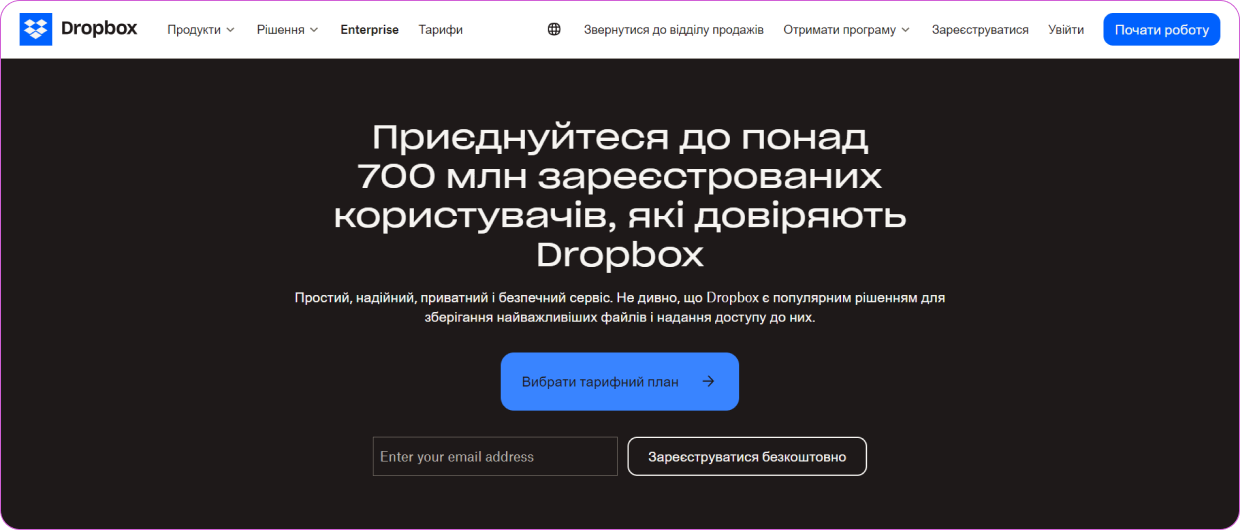 Dropbox
Продукти
Рішення
Enterprise
Тарифи
Звернутися до відділу продажів
Отримати програму
Зареєструватися
Увійти
Почати роботу
Приєднуйтеся до понад
700 млн зареєстрованих
користувачів, які довіряють
Dropbox
Простий, надійний, приватний і безпечний сервіс. Не дивно, що Dropbox є популярним рішенням для
зберігання найважливіших файлів і надання доступу до них.
Вибрати тарифний план
Enter your email address
Зареєструватися безкоштовно